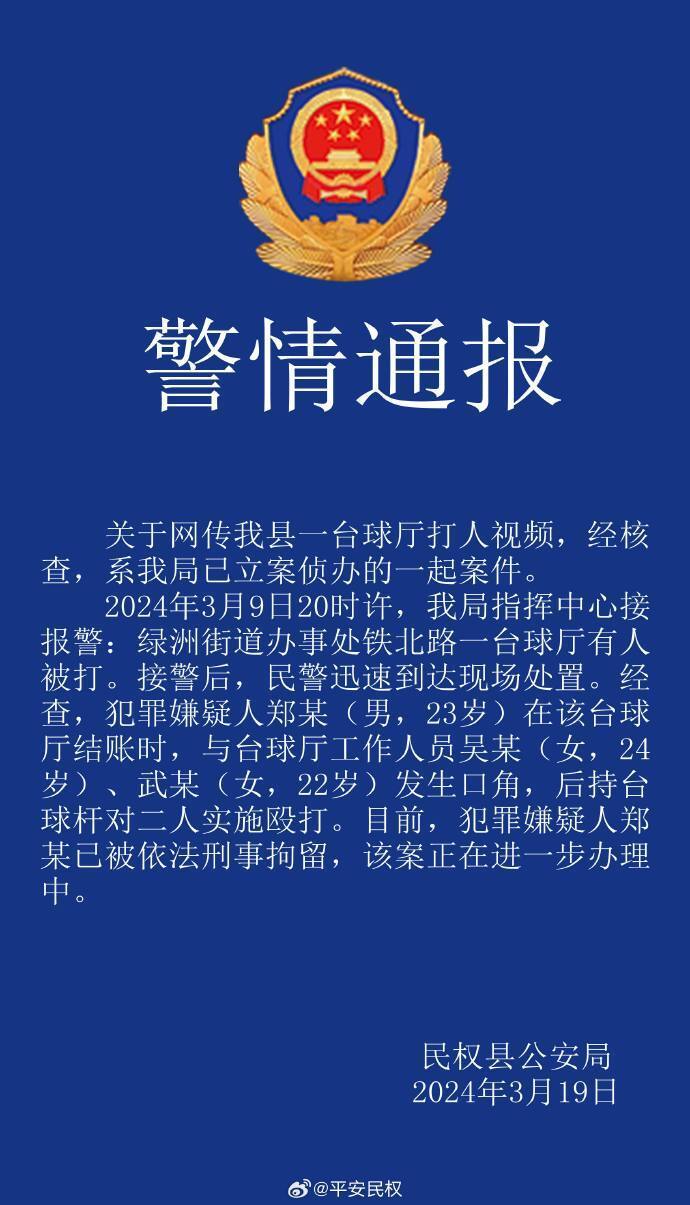 警情通报
关于网传我县一台球厅打人视频，经核
查，系我局已立案侦办的一起案件。
2024年3月9日20时许，我局指挥中心接
报警：绿洲街道办事处铁北路一台球厅有人
被打。接警后，民警迅速到达现场处置。经
查，犯罪嫌疑人郑某（男，23岁）在该台球
厅结账时，与台球厅工作人员吴某（女，24
岁）、武某（女，22岁）发生口角，后持台
球杆对二人实施殴打。目前，犯罪嫌疑人郑
某已被依法刑事拘留，该案正在进一步办理
中。
民权县公安局
2024年3月19日
@平安民权